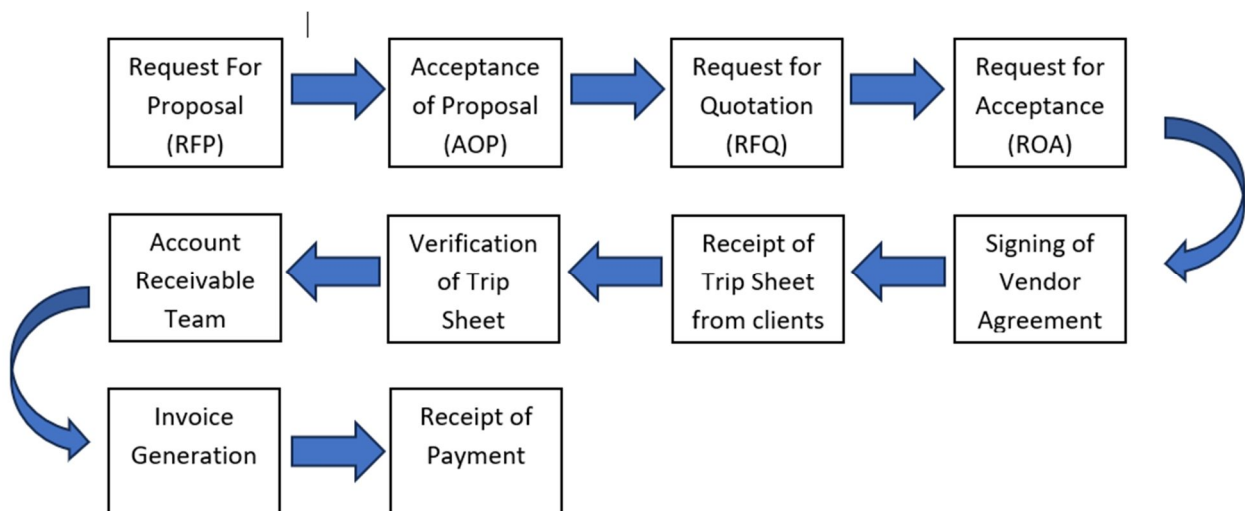 Request For
Proposal
(RFP)
Acceptance
of Proposal
(AOP)
Request for
Quotation
(RFQ)
Request for
Acceptance
(ROA)
Signing of
Vendor
Agreement
Receipt of
Trip Sheet
from clients
Verification
of Trip
Sheet
Account
Receivable
Team
Invoice
Generation
Receipt of
Payment